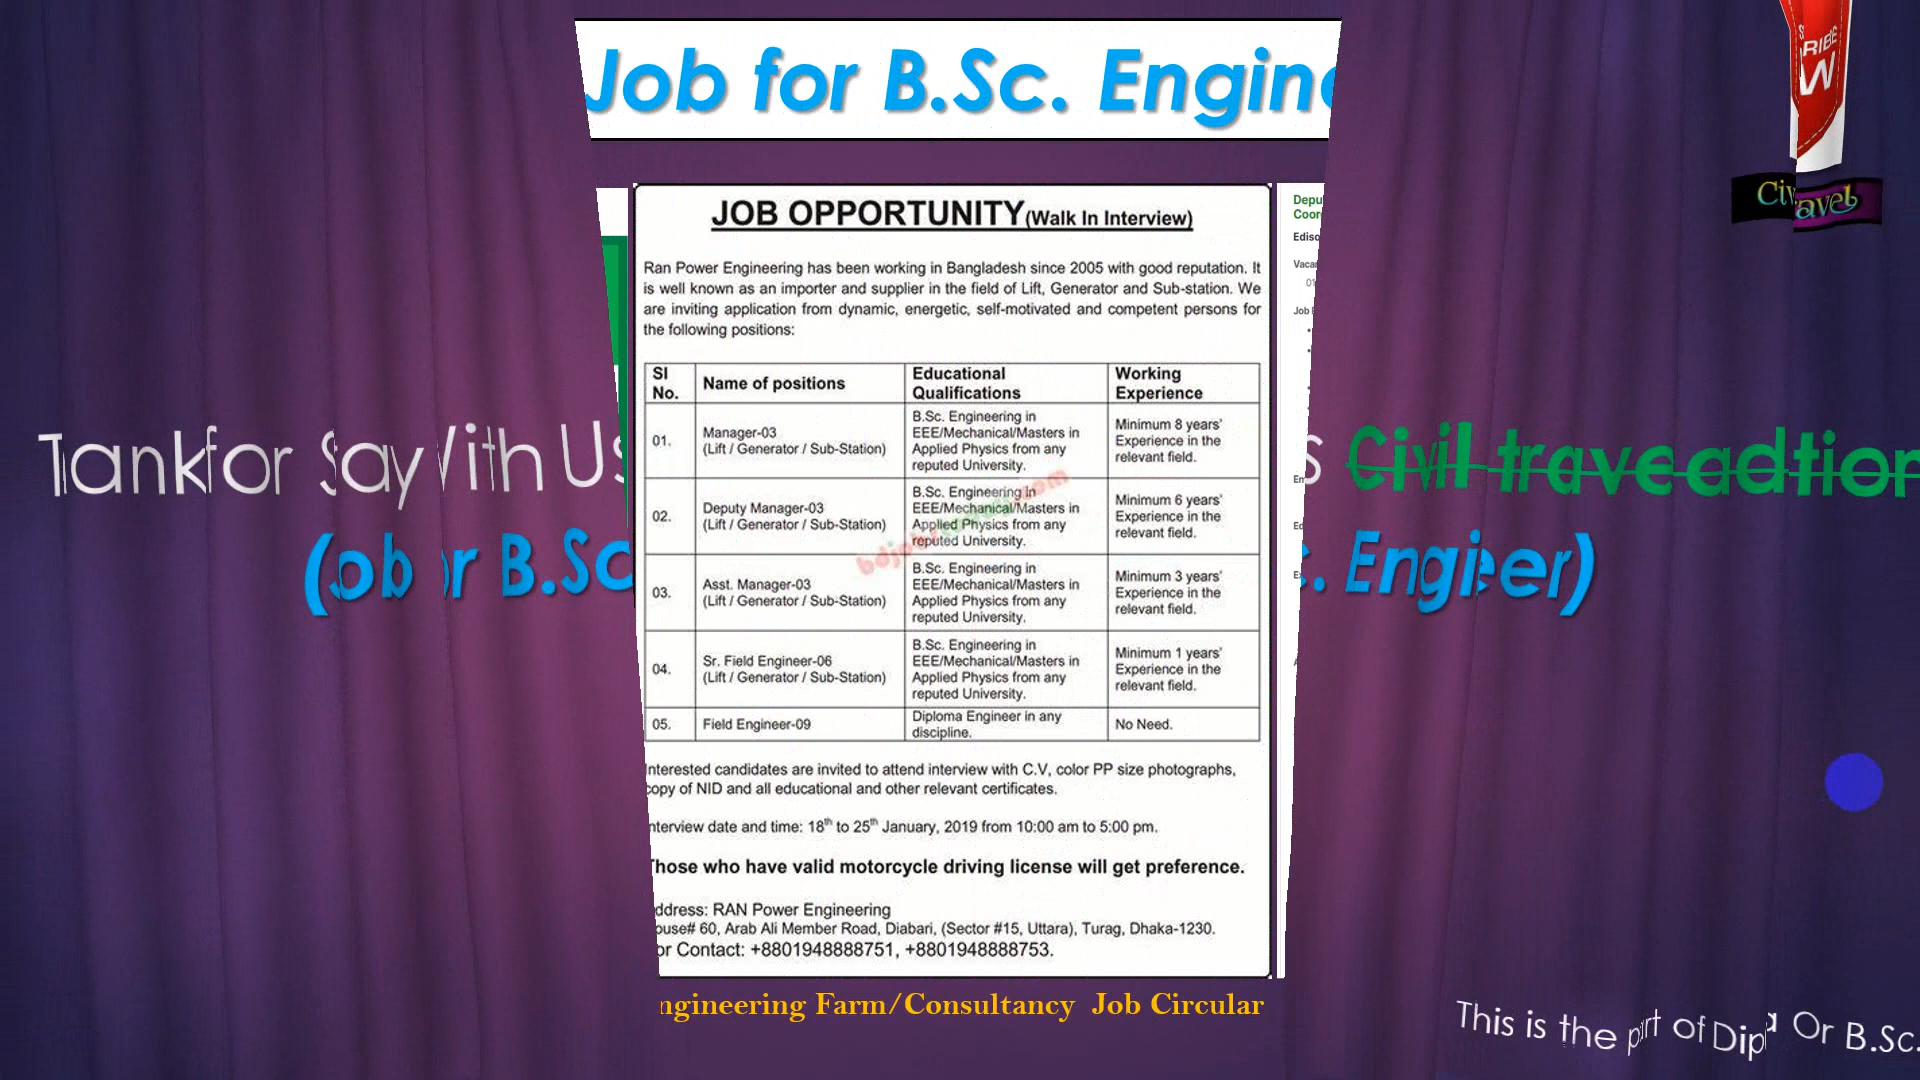 Job for B.Sc. Engine
JOB OPPORTUNITY(Walk In Interview)
Ran Power Engineering has been working in Bangladesh since 2005 with good reputation. It
is well known as an importer and supplier in the field of Lift, Generator and Sub-station. We
are inviting application from dynamic, energetic, self-motivated and competent persons for
the following positions:
SI No. Name of positions Educational Qualifications Working Experience
01. Manager-03 (Lift / Generator / Sub-Station) B.Sc. Engineering in EEE/Mechanical/Masters in Applied Physics from any reputed University. Minimum 8 years' Experience in the relevant field.
02. Deputy Manager-03 (Lift / Generator / Sub-Station) B.Sc. Engineering in EEE/Mechanical/Masters in Applied Physics from any reputed University. Minimum 6 years' Experience in the relevant field.
03. Asst. Manager-03 (Lift / Generator / Sub-Station) B.Sc. Engineering in EEE/Mechanical/Masters in Applied Physics from any reputed University. Minimum 3 years' Experience in the relevant field.
04. Sr. Field Engineer-06 (Lift / Generator / Sub-Station) B.Sc. Engineering in EEE/Mechanical/Masters in Applied Physics from any reputed University. Minimum 1 years' Experience in the relevant field.
05. Field Engineer-09 Diploma Engineer in any discipline. No Need.
nterested candidates are invited to attend interview with C.V, color PP size photographs,
copy of NID and all educational and other relevant certificates.
nterview date and time: 18th to 25th January, 2019 from 10:00 am to 5:00 pm.
Those who have valid motorcycle driving license will get preference.
ddress: RAN Power Engineering
ouse# 60, Arab Ali Member Road, Diabari, (Sector #15, Uttara), Turag, Dhaka-1230.
or Contact: +8801948888751, +8801948888753.
ngineering Farm/Consultancy Job Circular
This is the part of Or B.Sc.